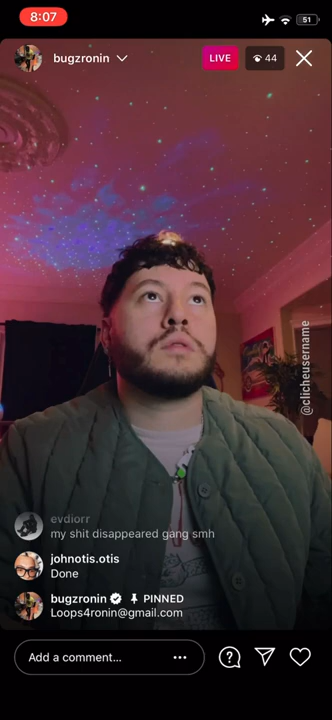 8:07
51
bugzronin
LIVE
44
@clicheusername
evdiorr
my shit disappeared gang smh
johnotis.otis
Done
bugzronin PINNED
Loops4ronin@gmail.com
Add a comment...